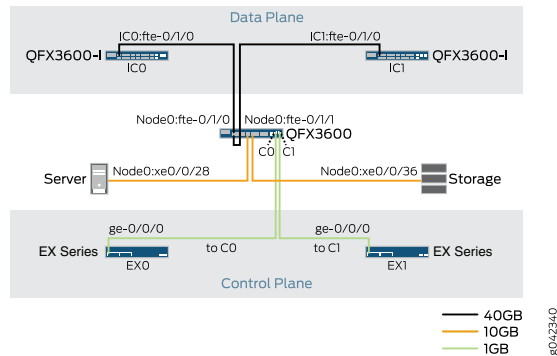 Data Plane
IC0:fte-0/1/0
IC1:fte-0/1/0
QFX3600-I
QFX3600-I
IC0
IC1
Node0:fte-0/1/0
Node0:fte-0/1/1
QFX3600
C0
C1
Node0:xe0/0/28
Node0:xe0/0/36
Server
Storage
ge-0/0/0
ge-0/0/0
EX Series
to C0
to C1
EX Series
EX0
EX1
Control Plane
40GB
10GB
1GB
g042340